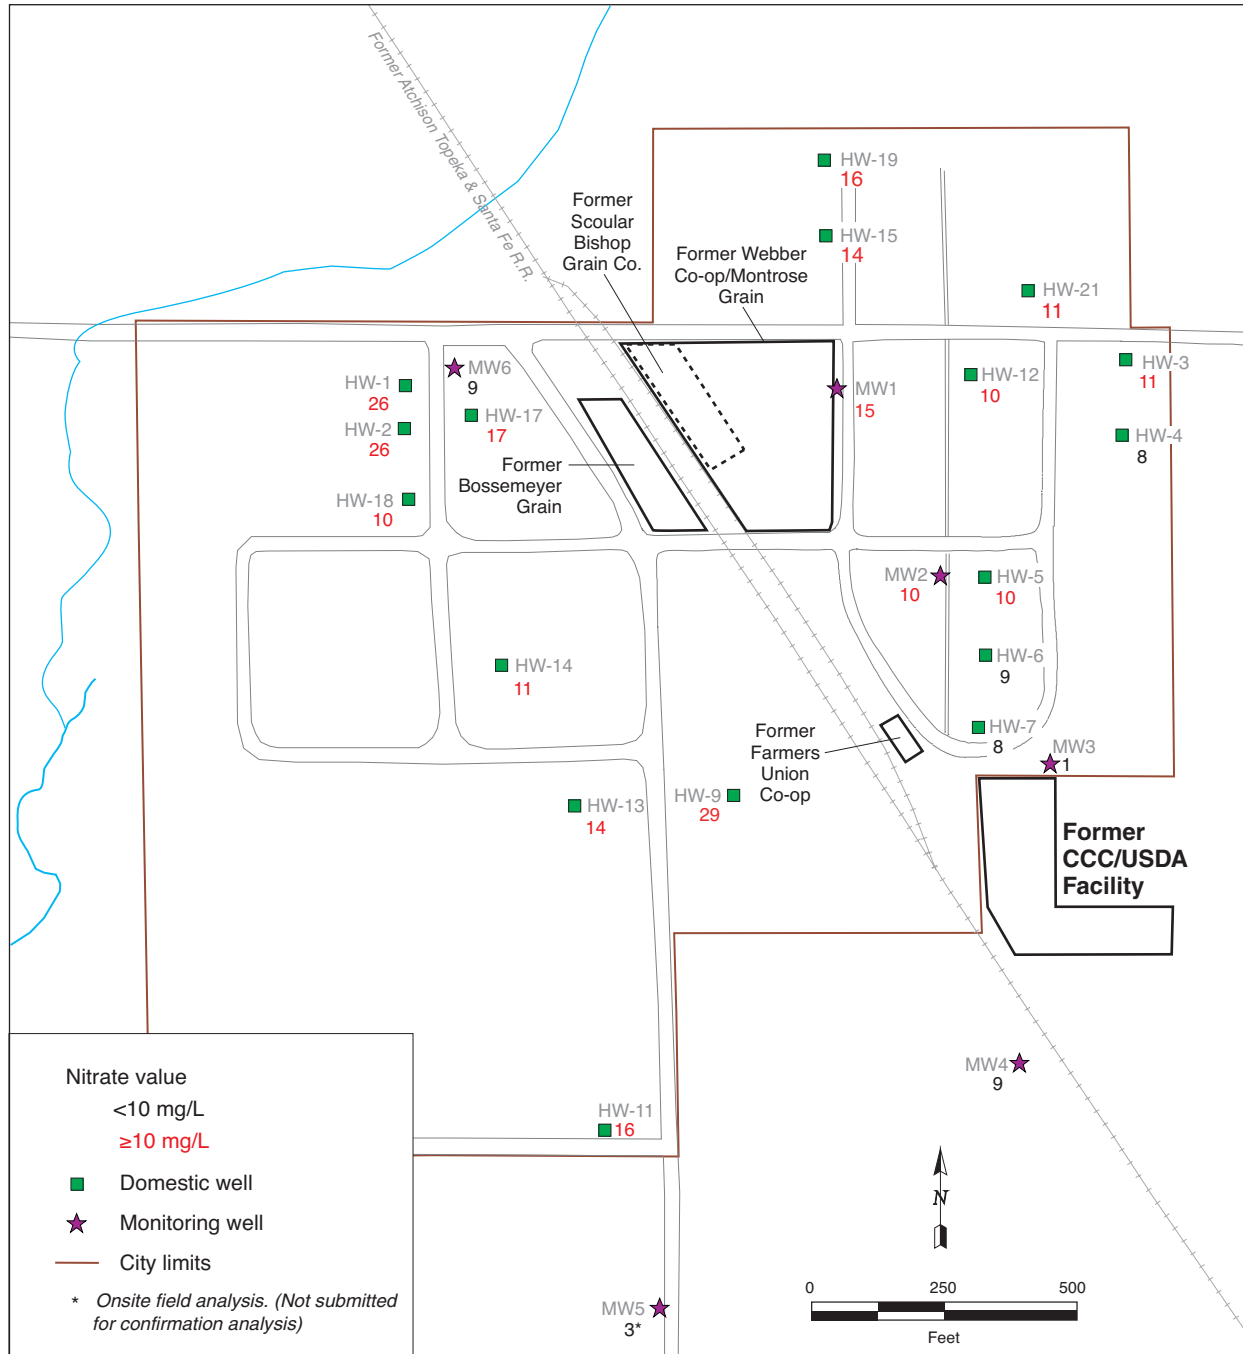 Former Atchison Topeka & Santa Fe R.R.
HW-19
16
Former
Scoular
Bishop
Grain Co.
HW-15
14
Former Webber
Co-op/Montrose
Grain
HW-21
11
MW6
9
HW-1
26
HW-12
10
HW-3
11
MW1
15
HW-17
17
HW-2
26
HW-4
8
Former
Bossemeyer
Grain
HW-18
10
MW2
10
HW-5
10
HW-6
9
HW-14
11
HW-7
8
Former
Farmers
Union
Co-op
MW3
1
HW-9
29
HW-13
14
Former
CCC/USDA
Facility
MW4
9
HW-11
16
Nitrate value
<10 mg/L
≥10 mg/L
Domestic well
Monitoring well
City limits
* Onsite field analysis. (Not submitted
for confirmation analysis)
MW5
3*
N
0 250 500
Feet